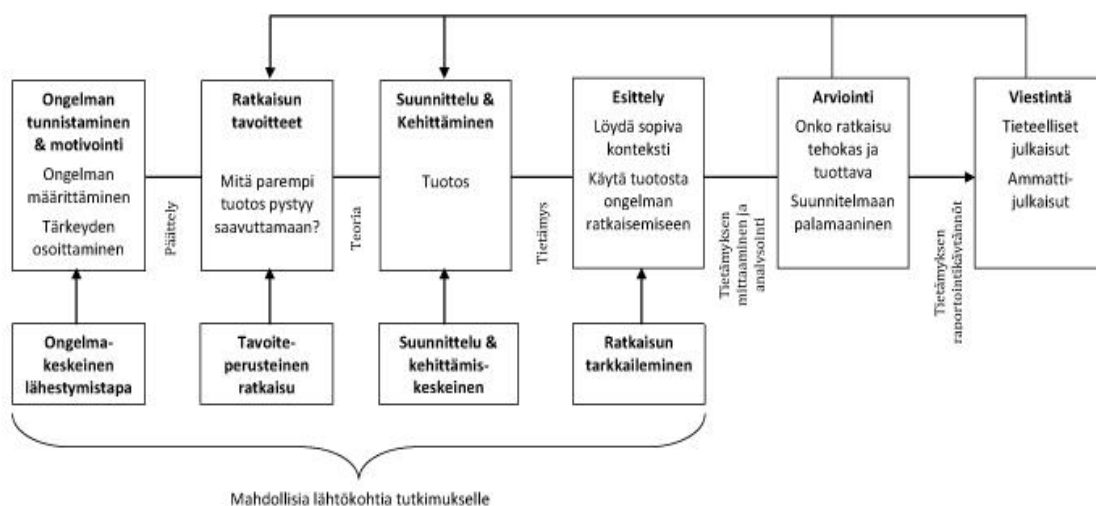 Ongelman
tunnistaminen
& motivointi
Ongelman
määrittäminen
Tärkeyden
osoittaminen
Päättely
Ratkaisun
tavoitteet
Mitä parempi
tuotos pystyy
saavuttamaan?
Teoria
Suunnittelu &
Kehittäminen
Tuotos
Tietämys
Esittely
Löydä sopiva
konteksti
Käytä tuotosta
ongelman
ratkaisemiseen
Tietämyksen
mittaaminen ja
analysointi
Arviointi
Onko ratkaisu
tehokas ja
tuottava
Suunnitelmaan
palamaaninen
Tietämyksen
raportointikäytännöt
Viestintä
Tieteelliset
julkaisut
Ammatti-
julkaisut
Ongelma-
keskeinen
lähestymistapa
Tavoite-
perusteinen
ratkaisu
Suunnittelu &
kehittämis-
keskeinen
Ratkaisun
tarkkaileminen
Mahdollisia lähtökohtia tutkimukselle